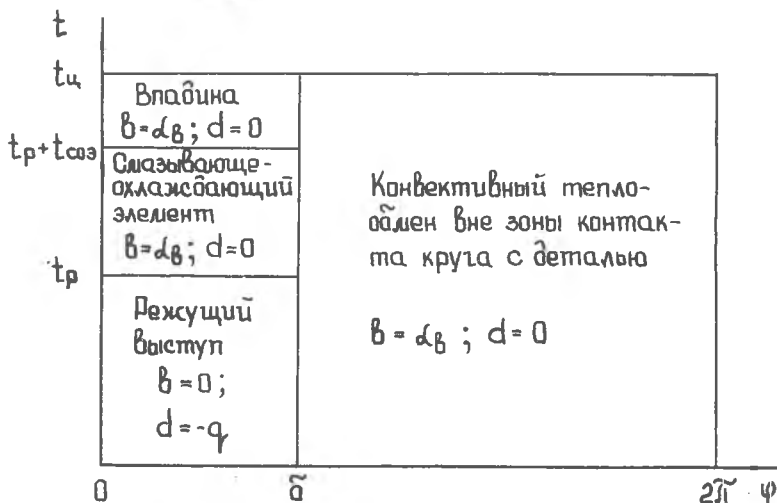 t
tц
Впадина
в=αв; d=0
tр+tсоэ
Смазывающе-
охлаждающий
элемент
в=αв; d=0
tр
Режущий
выступ
в=0;
d=-q
Конвективный тепло-
обмен вне зоны контак-
та круга с деталью
в=αв; d=0
0
ã
2π
φ